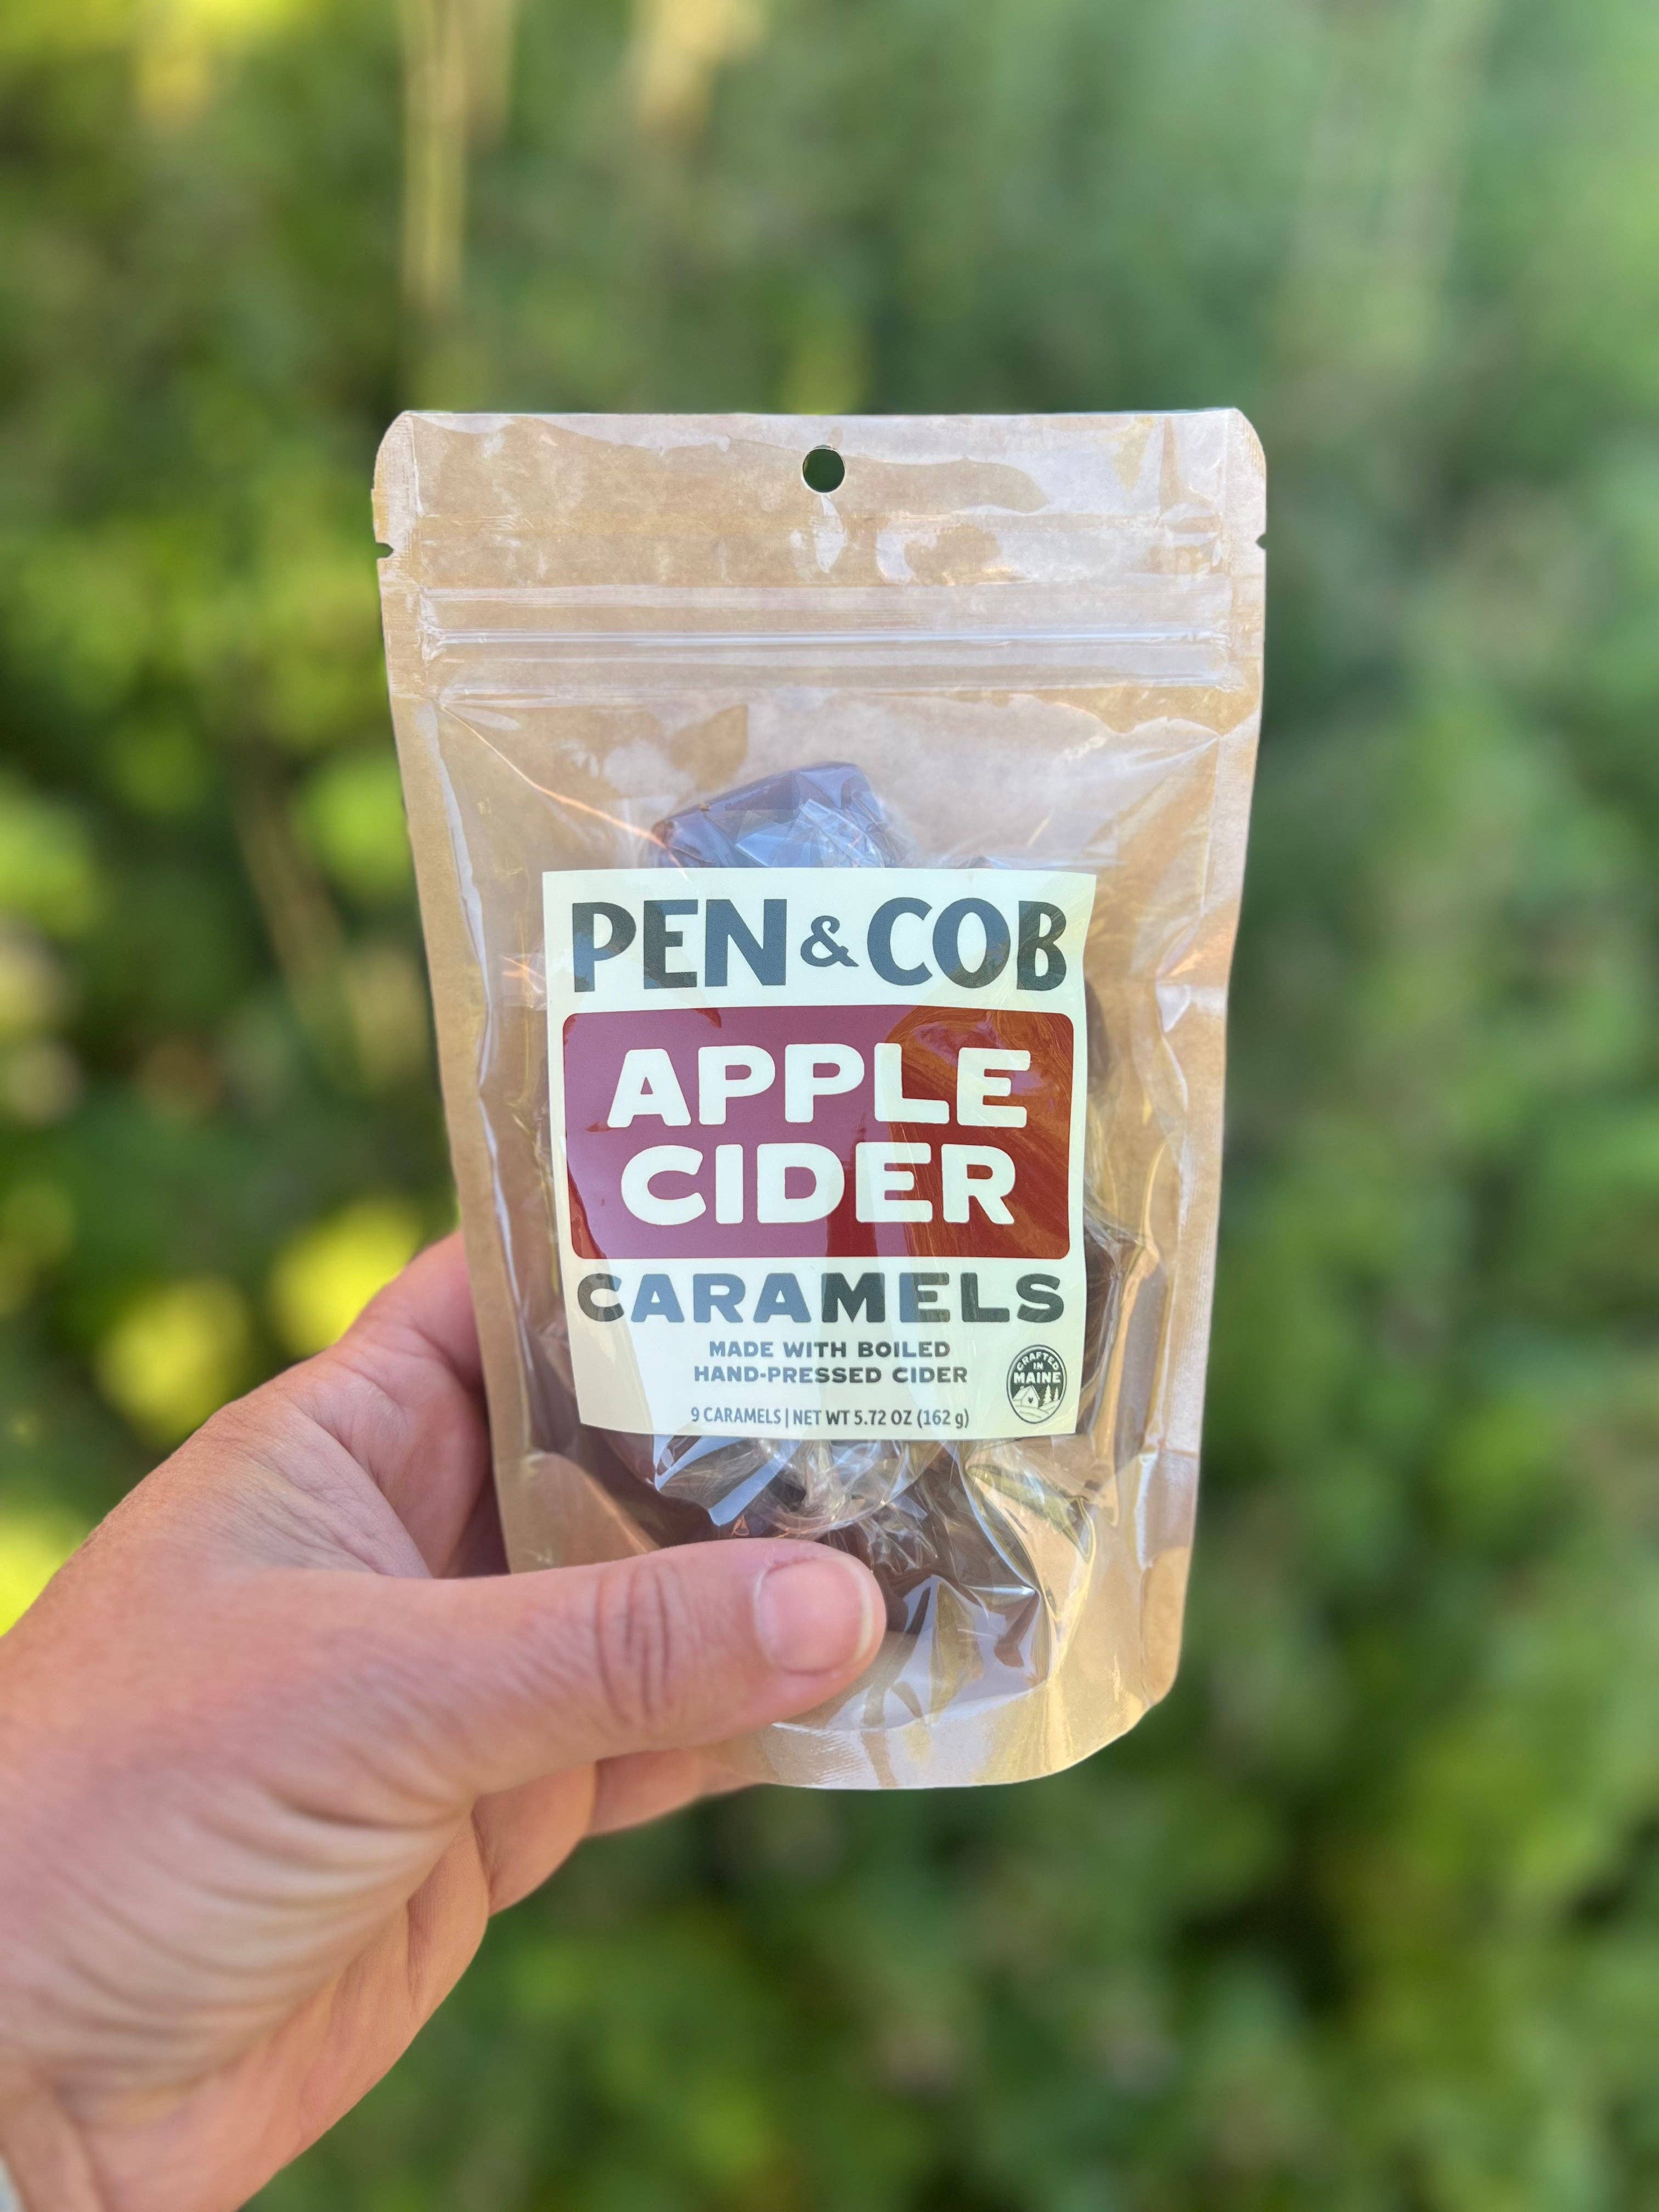 PEN & COB
APPLE
CIDER
CARAMELS
MADE WITH BOILED
HAND-PRESSED CIDER
CRAFTED
IN
MAINE
9 CARAMELS | NET WT 5.72 OZ (162 g)